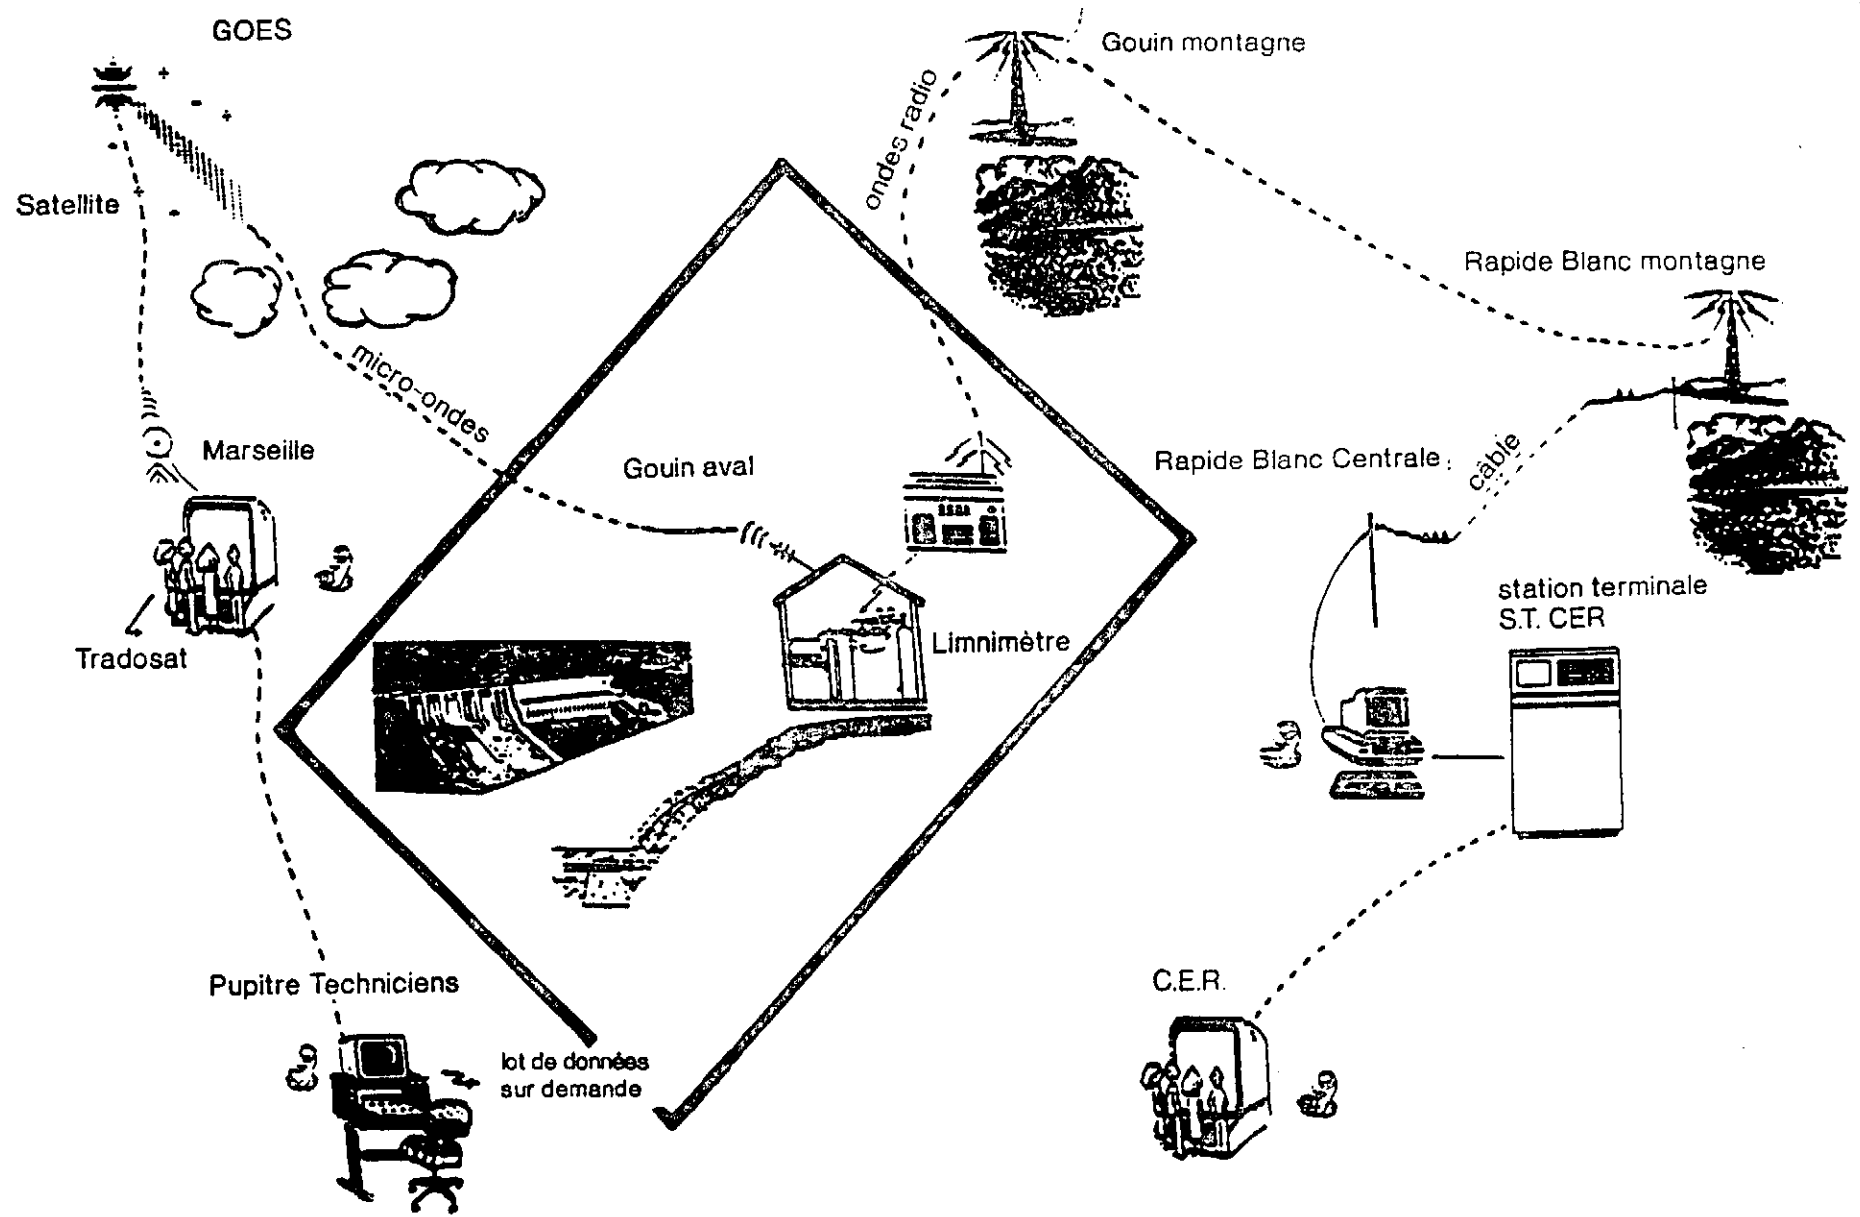 GOES
Gouin montagne
ondes radio
Satellite
Rapide Blanc montagne
micro-ondes
Marseille
Gouin aval
Rapide Blanc Centrale :
câble
station terminale
S.T. CER
Limnimètre
Tradosat
Pupitre Techniciens
C.E.R.
lot de données
sur demande